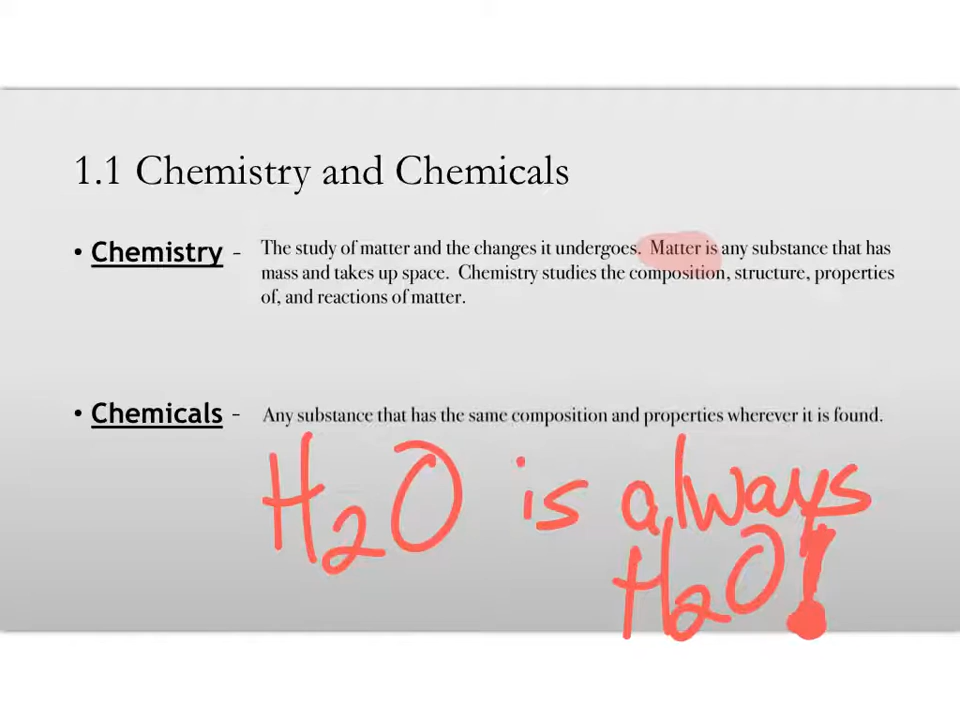 1.1 Chemistry and Chemicals
• Chemistry – The study of matter and the changes it undergoes. Matter is any substance that has
mass and takes up space. Chemistry studies the composition, structure, properties
of, and reactions of matter.
• Chemicals – Any substance that has the same composition and properties wherever it is found.
H₂O is always
H₂O!